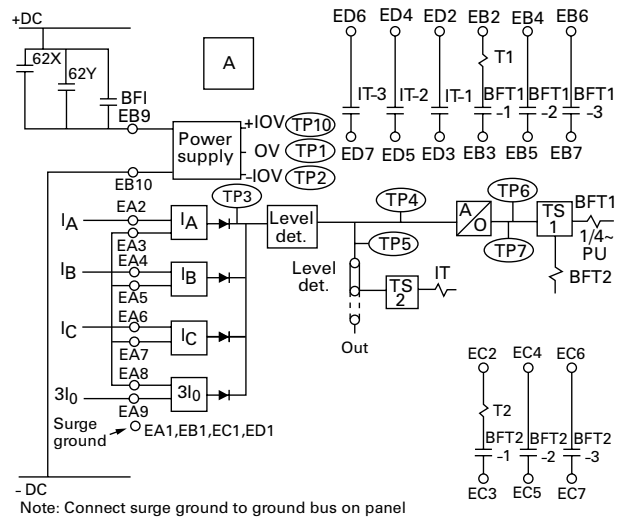 +DC
62X
62Y
BFI
EB9
A
Power
supply
+IOV
TP10
OV
TP1
-IOV
TP2
EB10
ED6
ED4
ED2
EB2
EB4
EB6
T1
IT-3
IT-2
IT-1
BFT1
-1
BFT1
-2
BFT1
-3
ED7
ED5
ED3
EB3
EB5
EB7
TP3
IA
EA2
IA
EA3
IB
EA4
IB
EA5
IC
EA6
IC
EA7
3I0
EA8
3I0
EA9
Level
det.
TP4
TP5
A/O
TP6
TP7
TS
1
BFT1
1/4~
PU
BFT2
Level
det.
TS
2
IT
Out
Surge
ground
EA1,EB1,EC1,ED1
EC2
EC4
EC6
T2
BFT2
-1
BFT2
-2
BFT2
-3
EC3
EC5
EC7
- DC
Note: Connect surge ground to ground bus on panel